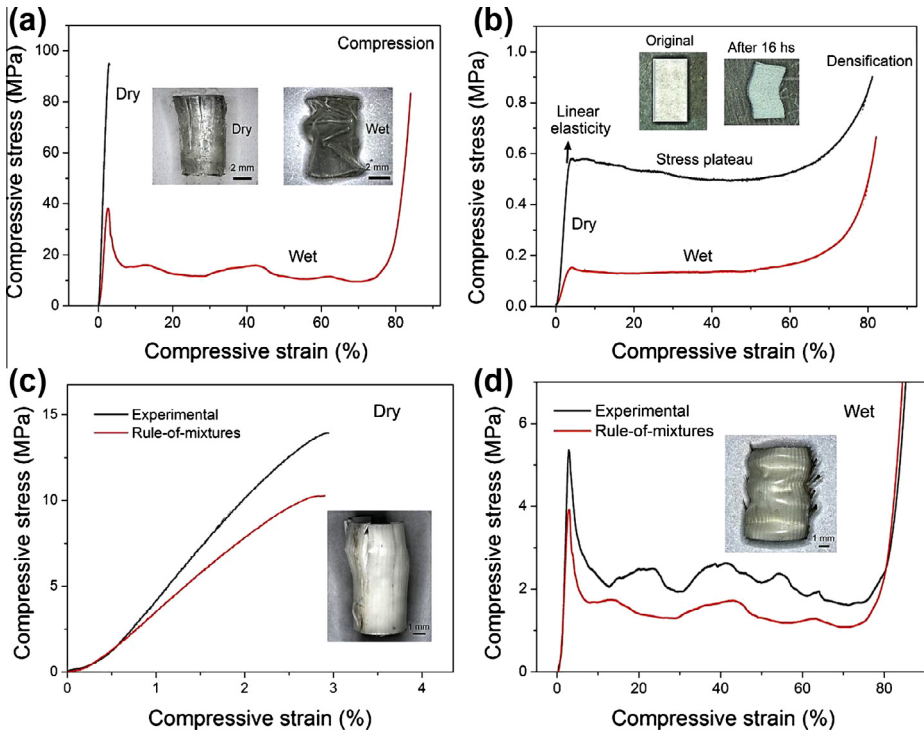 (a)
Compressive stress (MPa)
100
80
60
40
20
0
Compression
Dry
Dry
2 mm
Wet
2 mm
Wet
0 20 40 60 80
Compressive strain (%)
(b)
Compressive stress (MPa)
1.0
0.8
0.6
0.4
0.2
0.0
Original
After 16 hs
Densification
Linear
elasticity
Stress plateau
Dry
Wet
0 20 40 60 80
Compressive strain (%)
(c)
Compressive stress (MPa)
15
10
5
0
Experimental
Rule-of-mixtures
Dry
1 mm
0 1 2 3 4
Compressive strain (%)
(d)
Compressive stress (MPa)
6
4
2
0
Experimental
Rule-of-mixtures
Wet
1 mm
0 20 40 60 80
Compressive strain (%)